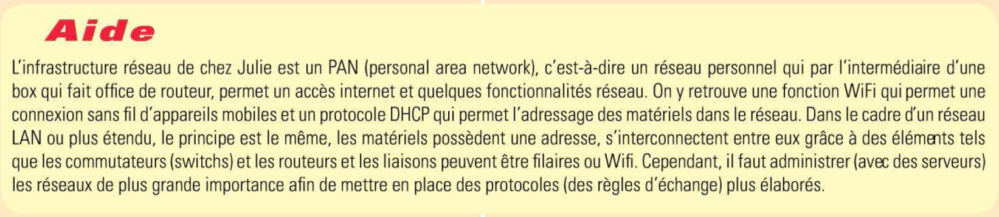 Aide
L'infrastructure réseau de chez Julie est un PAN (personal area network), c'est-à-dire un réseau personnel qui par l'intermédiaire d'une
box qui fait office de routeur, permet un accès internet et quelques fonctionnalités réseau. On y retrouve une fonction WiFi qui permet une
connexion sans fil d'appareils mobiles et un protocole DHCP qui permet l'adressage des matériels dans le réseau. Dans le cadre d'un réseau
LAN ou plus étendu, le principe est le même, les matériels possèdent une adresse, s'interconnectent entre eux grâce à des éléments tels
que les commutateurs (switchs) et les routeurs et les liaisons peuvent être filaires ou Wifi. Cependant, il faut administrer (avec des serveurs)
les réseaux de plus grande importance afin de mettre en place des protocoles (des règles d'échange) plus élaborés.